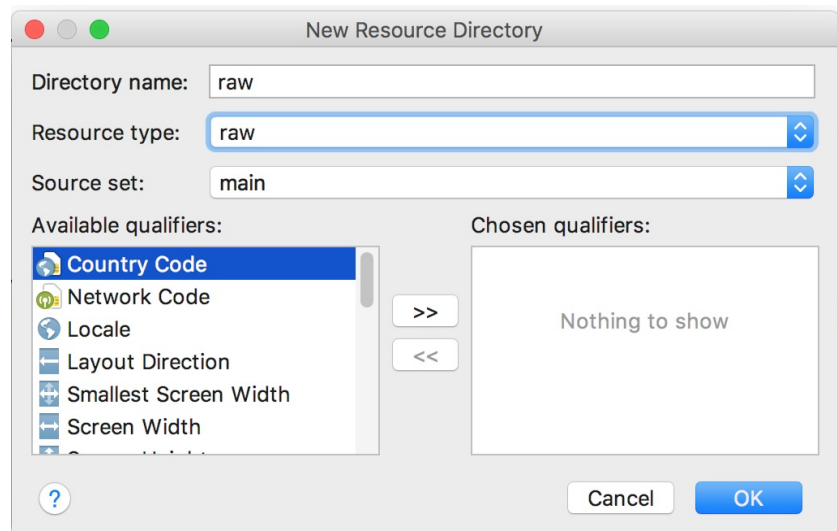 New Resource Directory
Directory name: raw
Resource type: raw
Source set: main
Available qualifiers:
Chosen qualifiers:
Country Code
Network Code
Locale
Layout Direction
Smallest Screen Width
Screen Width
>>
<<
Nothing to show
?
Cancel
OK